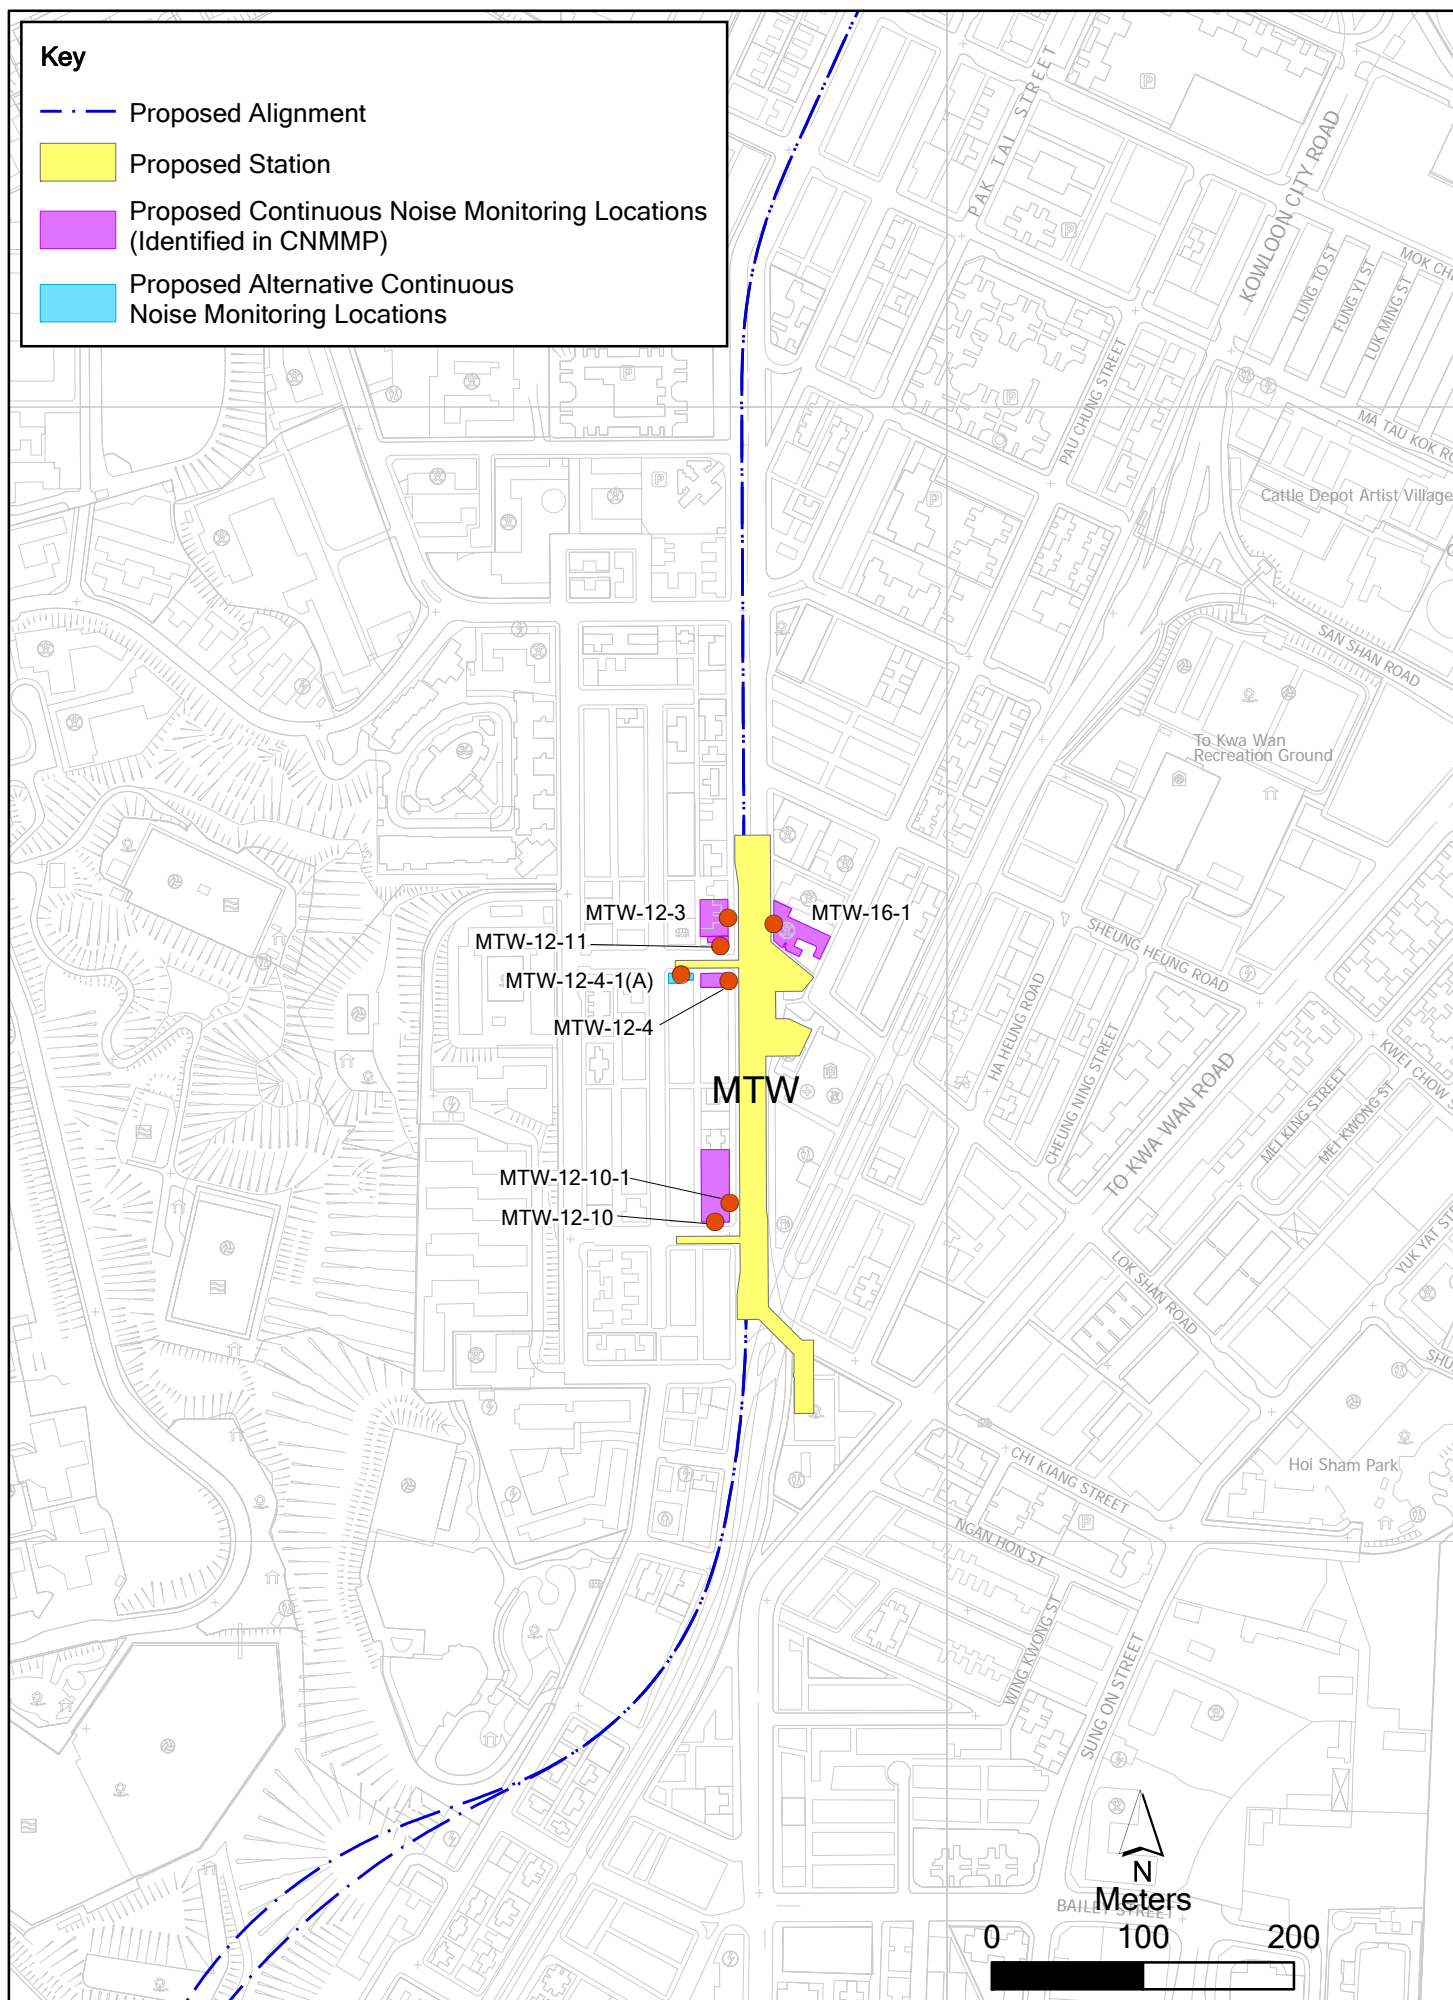 Key
Proposed Alignment
Proposed Station
Proposed Continuous Noise Monitoring Locations
(Identified in CNMMP)
Proposed Alternative Continuous
Noise Monitoring Locations
PAK TAI STREET
KOWLOON CITY ROAD
LUNG TO ST
FUNG YI ST
LUK MING ST
PAU CHUNG STREET
Cattle Depot Artist Village
SAN SHAN ROAD
To Kwa Wan
Recreation Ground
MTW-12-3
MTW-16-1
MTW-12-11
MTW-12-4-1(A)
MTW-12-4
SHEUNG HEUNG ROAD
HA HEUNG ROAD
CHEUNG NING STREET
TO KWA WAN ROAD
MEI KING STREET
MEI KWONG ST
KWEI CHOW
MTW
MTW-12-10-1
MTW-12-10
LOK SHAN ROAD
YUK YAT
CHI KIANG STREET
Hoi Sham Park
NGAN HON ST
WING KWONG ST
SUNG ON STREET
BAILEY STREET
N
Meters
0 100 200
MA TAU KOK
P
P
P
P
P
P
P